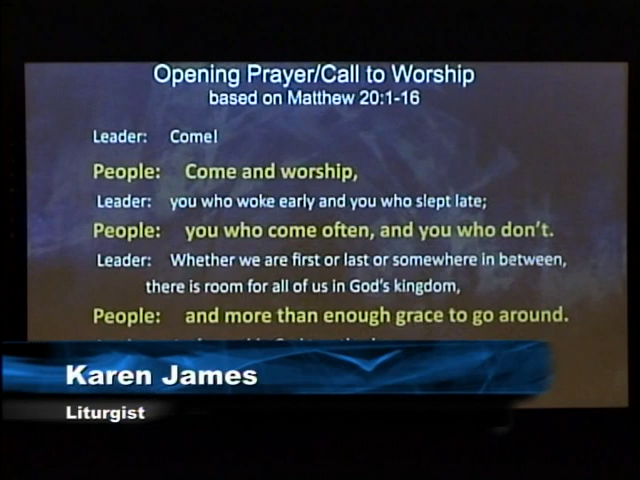 Opening Prayer/Call to Worship
based on Matthew 20:1-16
Leader: Come!
People: Come and worship,
Leader: you who woke early and you who slept late;
People: you who come often, and you who don't.
Leader: Whether we are first or last or somewhere in between,
there is room for all of us in God's kingdom,
People: and more than enough grace to go around.
Karen James
Liturgist